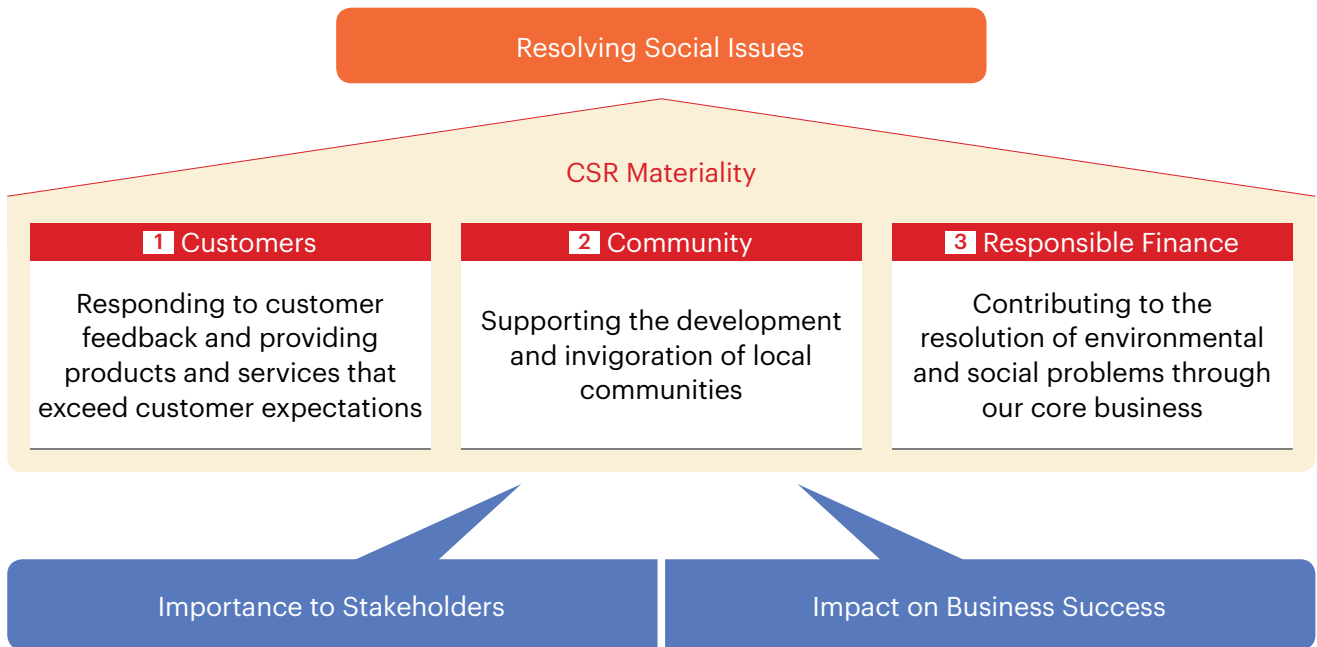 Resolving Social Issues
CSR Materiality
1 Customers
Responding to customer
feedback and providing
products and services that
exceed customer expectations
2 Community
Supporting the development
and invigoration of local
communities
3 Responsible Finance
Contributing to the
resolution of environmental
and social problems through
our core business
Importance to Stakeholders
Impact on Business Success